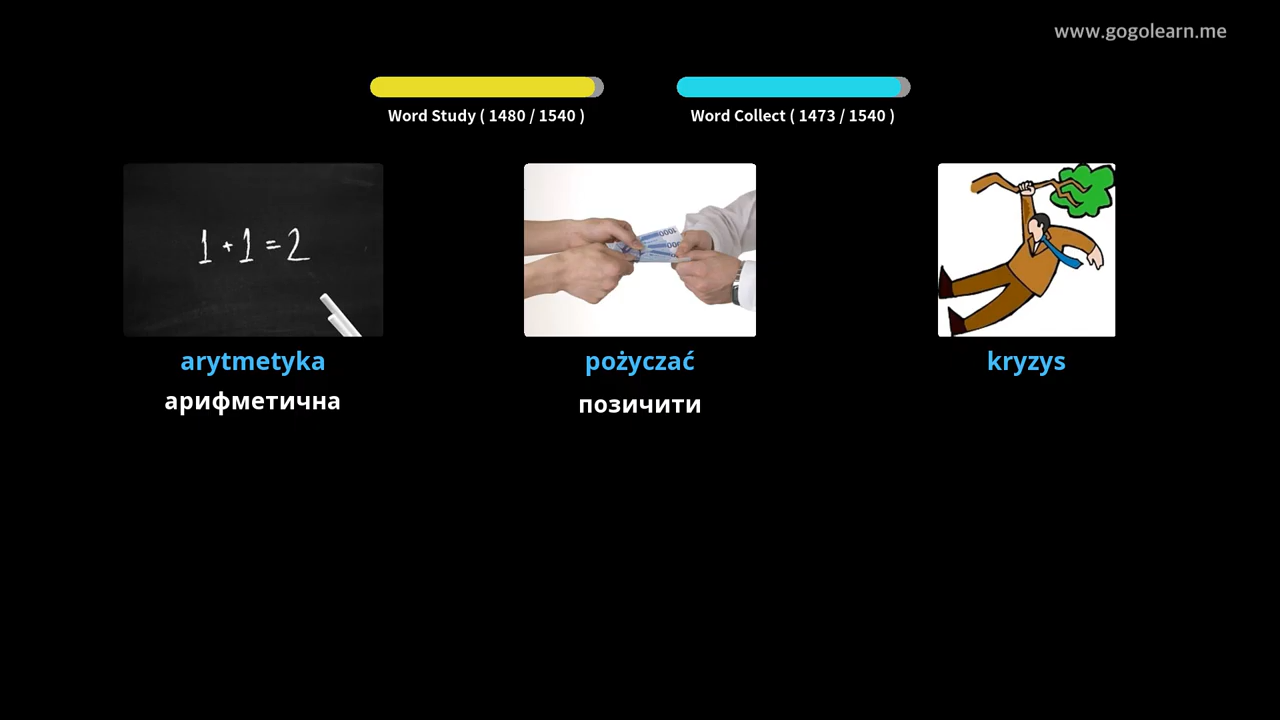 www.gogolearn.me
Word Study ( 1480 / 1540 )
Word Collect ( 1473 / 1540 )
1 + 1 = 2
arytmetyka
pożyczać
kryzys
арифметична
позичити